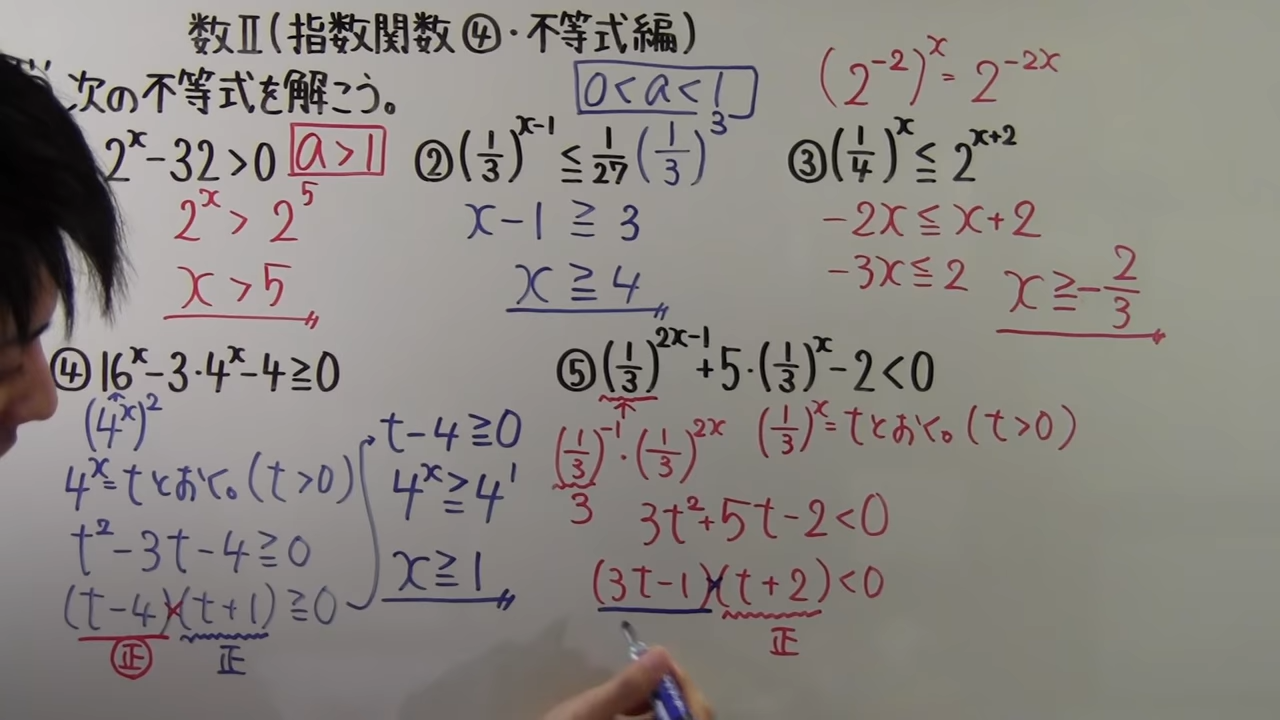 数Ⅱ(指数関数④・不等式編)
次の不等式を解こう。
0<a<1
2^x-32>0 a>1
2^x>2^5
x>5
②(1/3)^(x-1)≦1/27 (1/3)^3
x-1≧3
x≧4
(2^-2)^x=2^-2x
③(1/4)^x≦2^(x+2)
-2x≦x+2
-3x≦2
x≧-2/3
④16^x-3・4^x-4≧0
(4^x)^2
4^x=tとおく。(t>0)
t^2-3t-4≧0
(t-4)×(t+1)≧0
正 正
t-4≧0
4^x≧4^1
x≧1
⑤(1/3)^(2x-1)+5・(1/3)^x-2<0
(1/3)^-1・(1/3)^2x
3
(1/3)^x=tとおく。(t>0)
3t^2+5t-2<0
(3t-1)×(t+2)<0
正